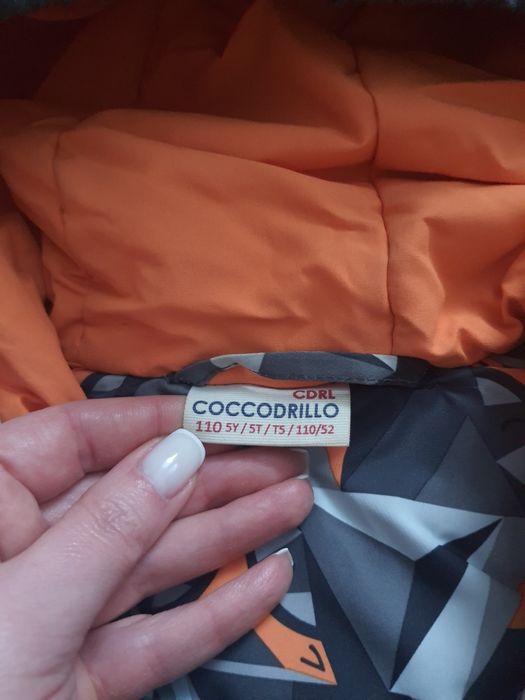 CDRL
COCCODRILLO
110 5Y / 5T / T5 / 110/52